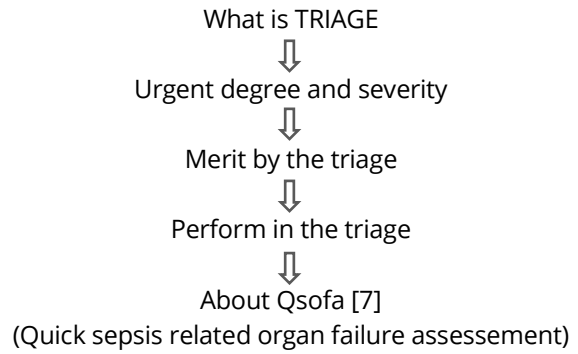 What is TRIAGE
Urgent degree and severity
Merit by the triage
Perform in the triage
About Qsofa [7]
(Quick sepsis related organ failure assessement)